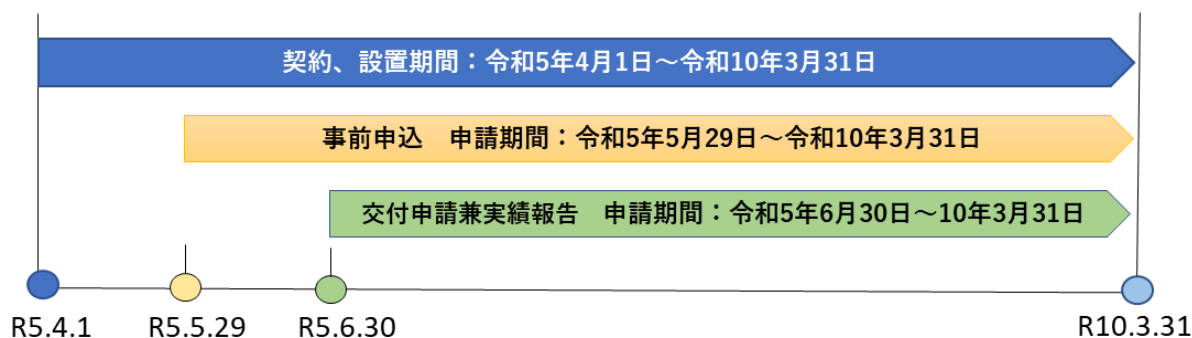 契約、設置期間：令和5年4月1日～令和10年3月31日
事前申込　申請期間：令和5年5月29日～令和10年3月31日
交付申請兼実績報告　申請期間：令和5年6月30日～10年3月31日
R5.4.1 R5.5.29 R5.6.30 R10.3.31